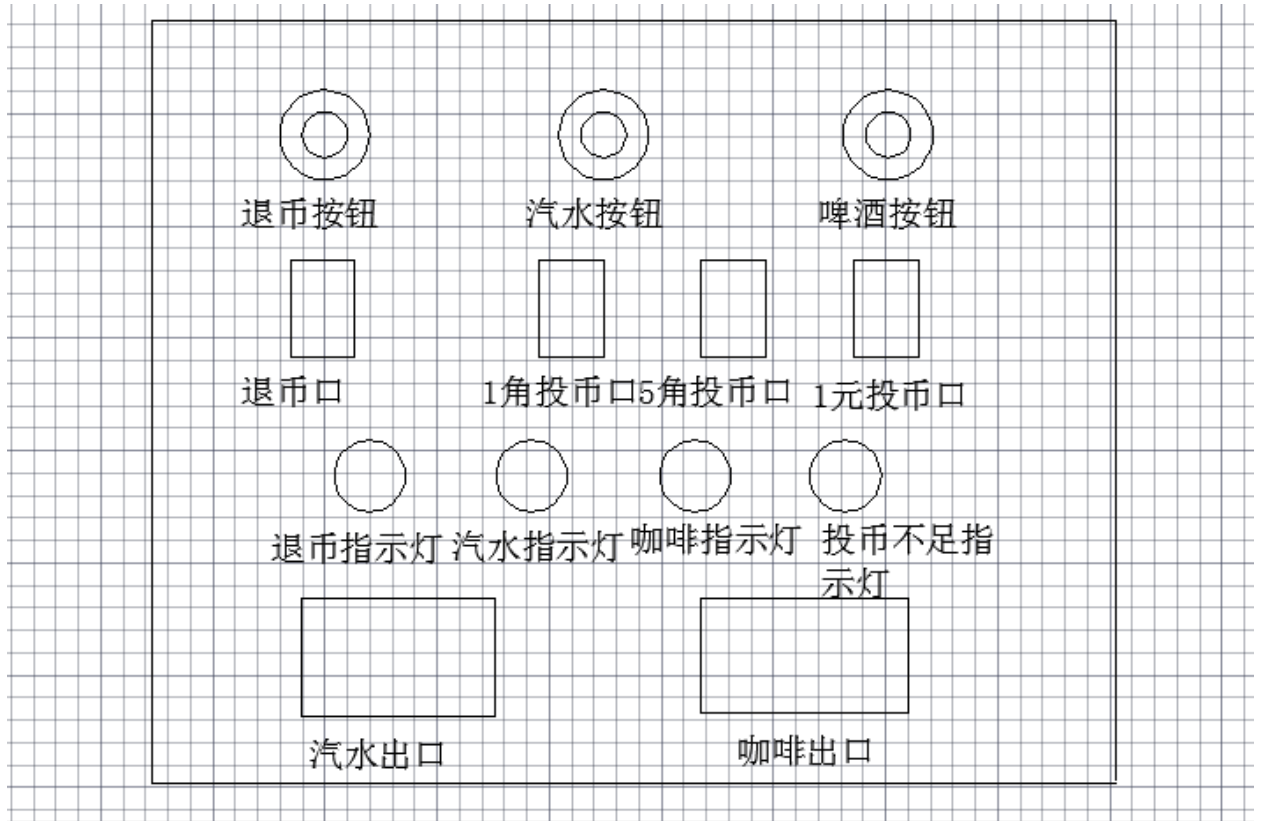 退币按钮
汽水按钮
啤酒按钮
退币口
1角投币口
5角投币口
1元投币口
退币指示灯
汽水指示灯
咖啡指示灯
投币不足指
示灯
汽水出口
咖啡出口